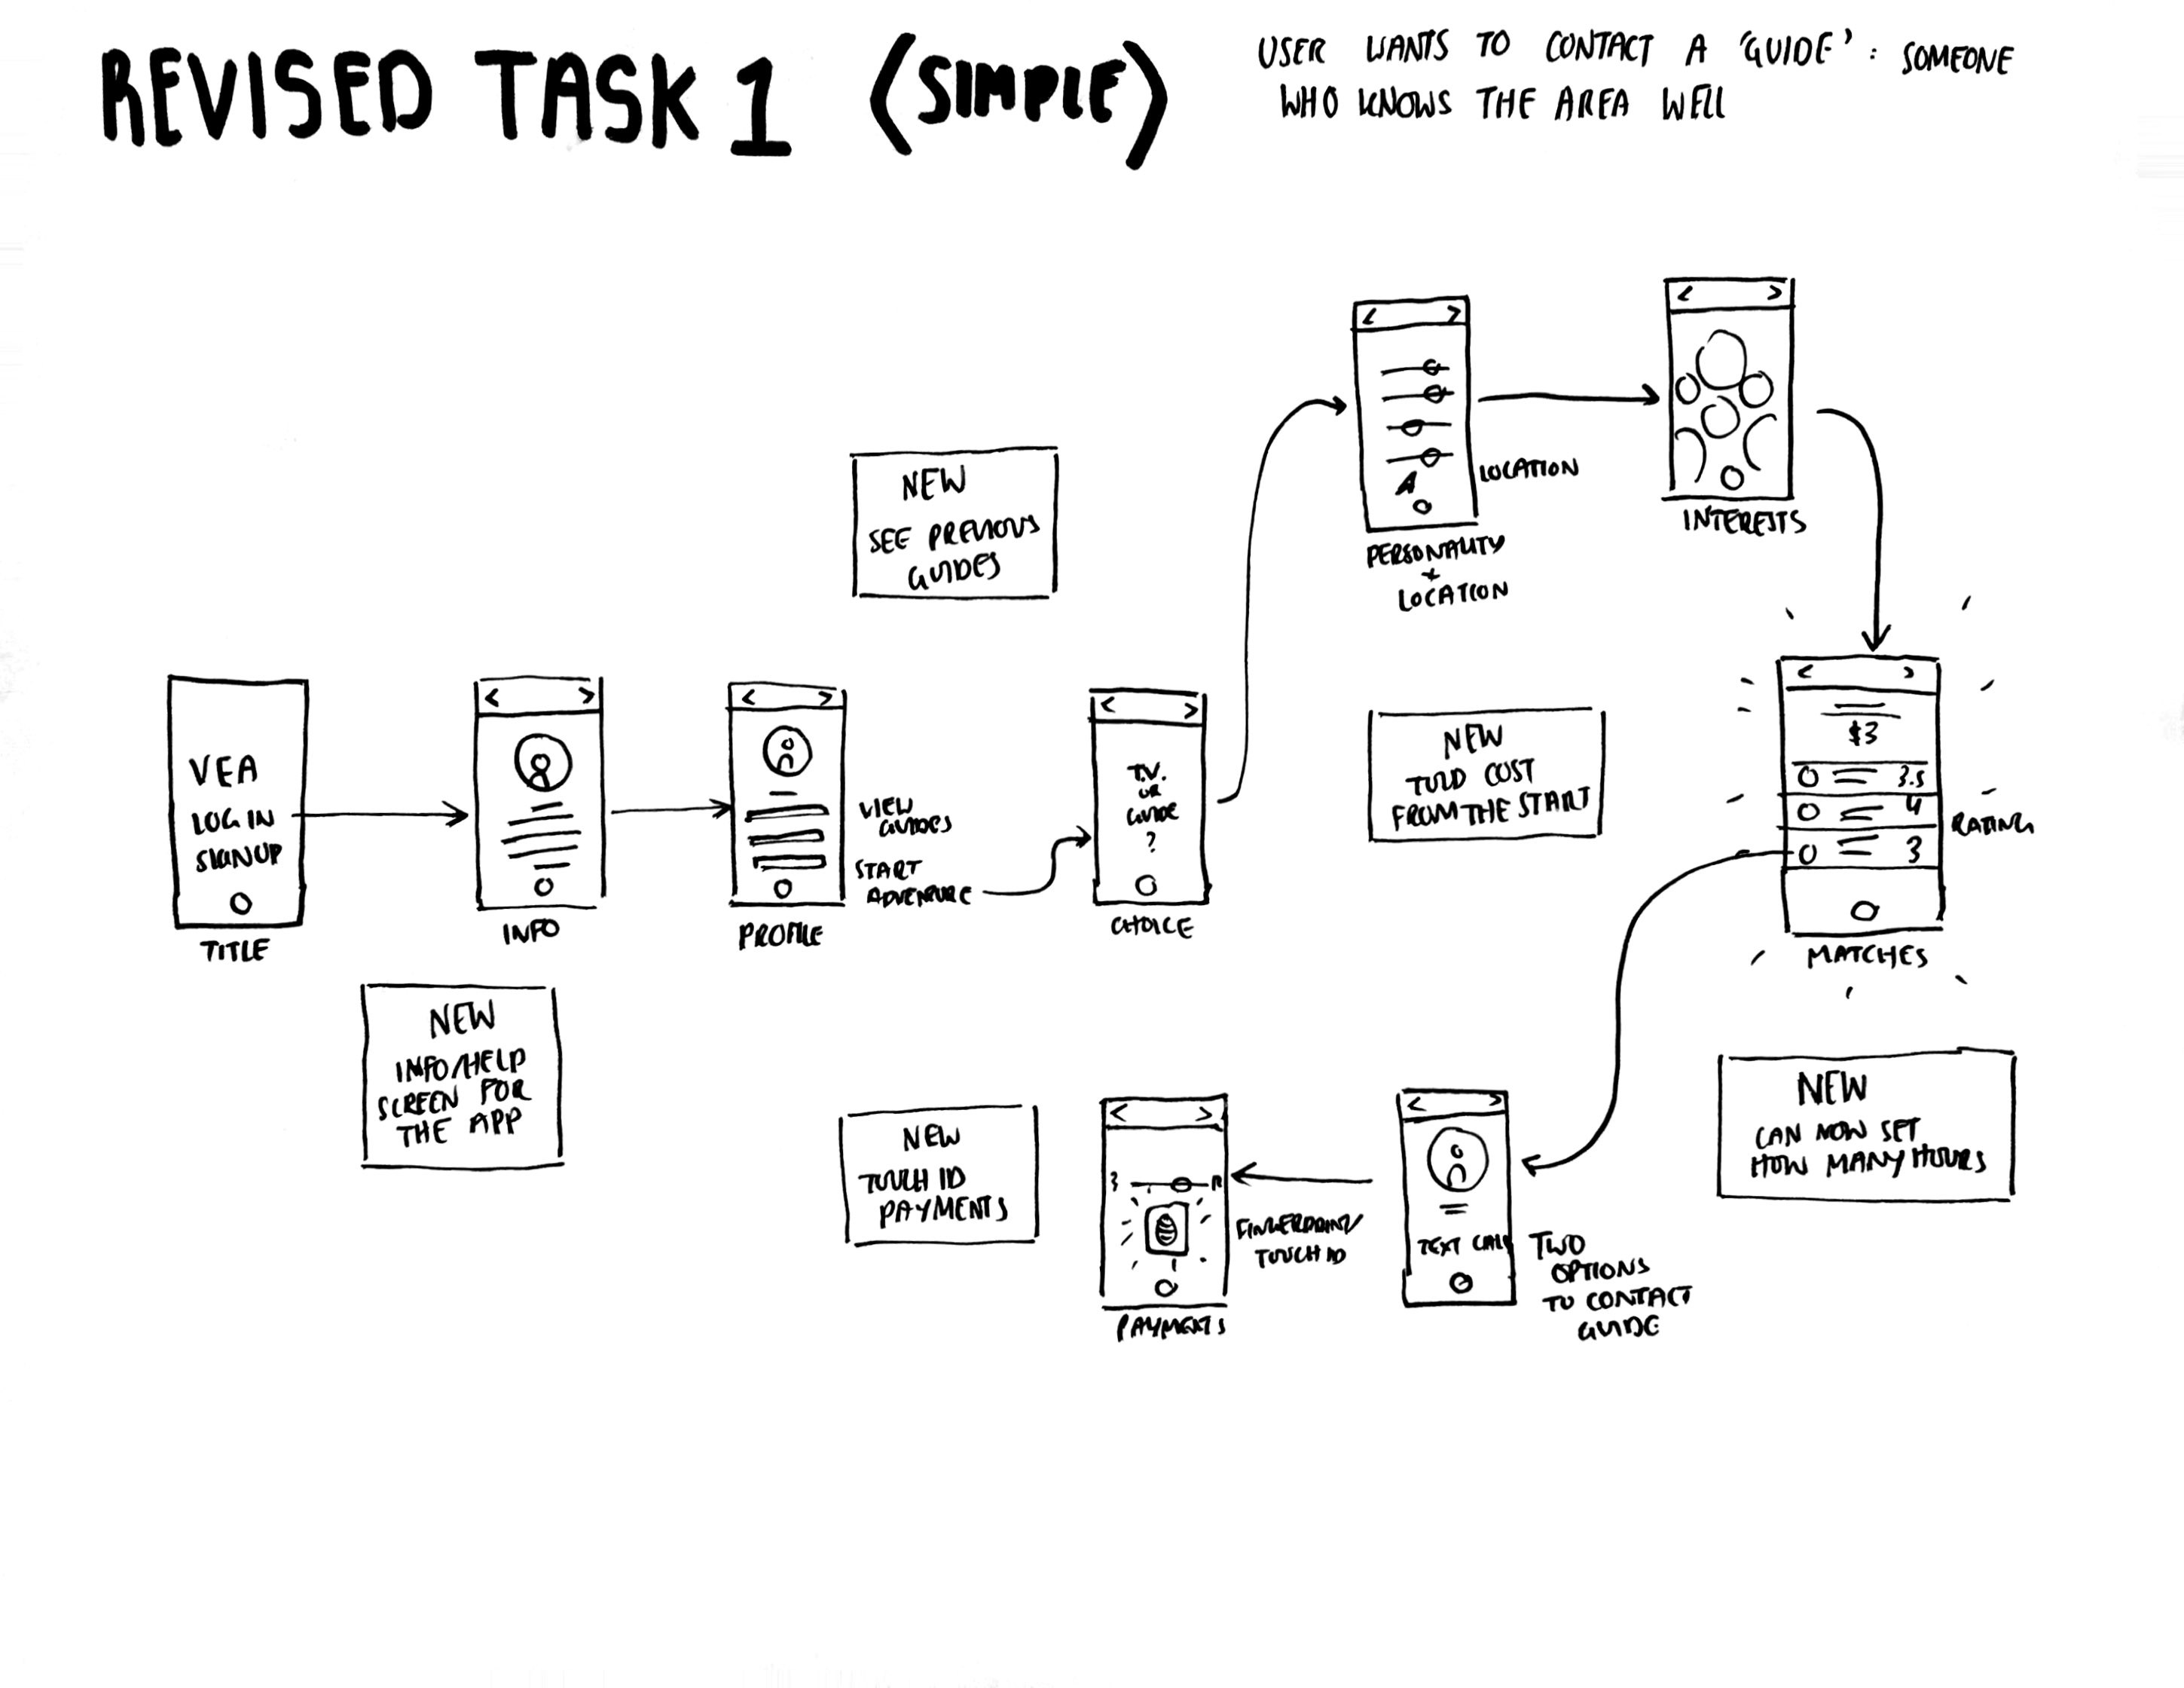 REVISED TASK 1 (SIMPLE)
USER WANTS TO CONTACT A 'GUIDE' : SOMEONE
WHO KNOWS THE AREA WELL
< >
LOCATION
PERSONALITY
+
LOCATION
< >
INTERESTS
NEW
SEE PREVIOUS
GUIDES
VEA
LOG IN
SIGNUP
TITLE
< >
INFO
< >
PROFILE
VIEW
GUIDES
START
ADVENTURE
< >
T.V.
OR
GUIDE
?
CHOICE
NEW
TOLD COST
FROM THE START
< >
$3
3.5
4
3
RATING
MATCHES
NEW
INFO/HELP
SCREEN FOR
THE APP
NEW
TOUCH ID
PAYMENTS
< >
3
FINGERPRINT/
TOUCH ID
PAYMENTS
< >
TEXT CALL
TWO
OPTIONS
TO CONTACT
GUIDE
NEW
CAN NOW SET
HOW MANY HOURS